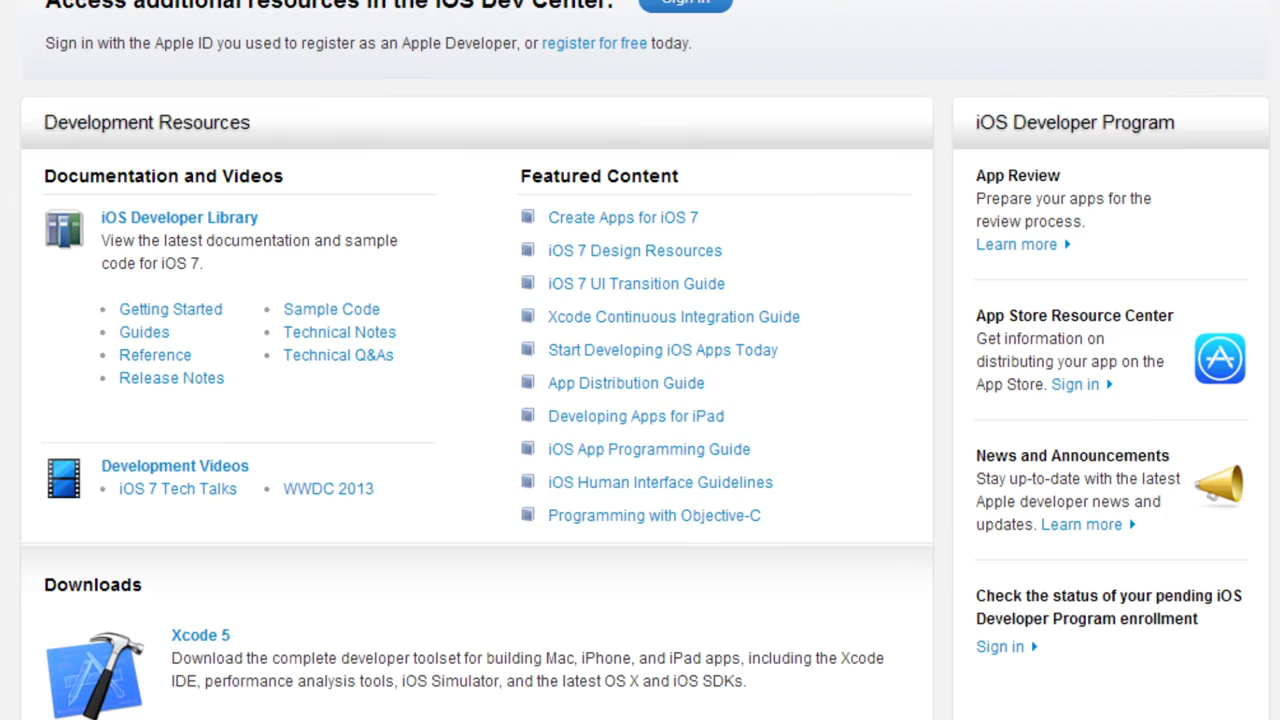 Access additional resources in the iOS Dev Center.
Sign in
Sign in with the Apple ID you used to register as an Apple Developer, or register for free today.
Development Resources
Documentation and Videos
iOS Developer Library
View the latest documentation and sample
code for iOS 7.
Getting Started
Guides
Reference
Release Notes
Sample Code
Technical Notes
Technical Q&As
Development Videos
iOS 7 Tech Talks
WWDC 2013
Featured Content
Create Apps for iOS 7
iOS 7 Design Resources
iOS 7 UI Transition Guide
Xcode Continuous Integration Guide
Start Developing iOS Apps Today
App Distribution Guide
Developing Apps for iPad
iOS App Programming Guide
iOS Human Interface Guidelines
Programming with Objective-C
Downloads
Xcode 5
Download the complete developer toolset for building Mac, iPhone, and iPad apps, including the Xcode
IDE, performance analysis tools, iOS Simulator, and the latest OS X and iOS SDKs.
iOS Developer Program
App Review
Prepare your apps for the
review process.
Learn more
App Store Resource Center
Get information on
distributing your app on the
App Store. Sign in
News and Announcements
Stay up-to-date with the latest
Apple developer news and
updates. Learn more
Check the status of your pending iOS
Developer Program enrollment
Sign in